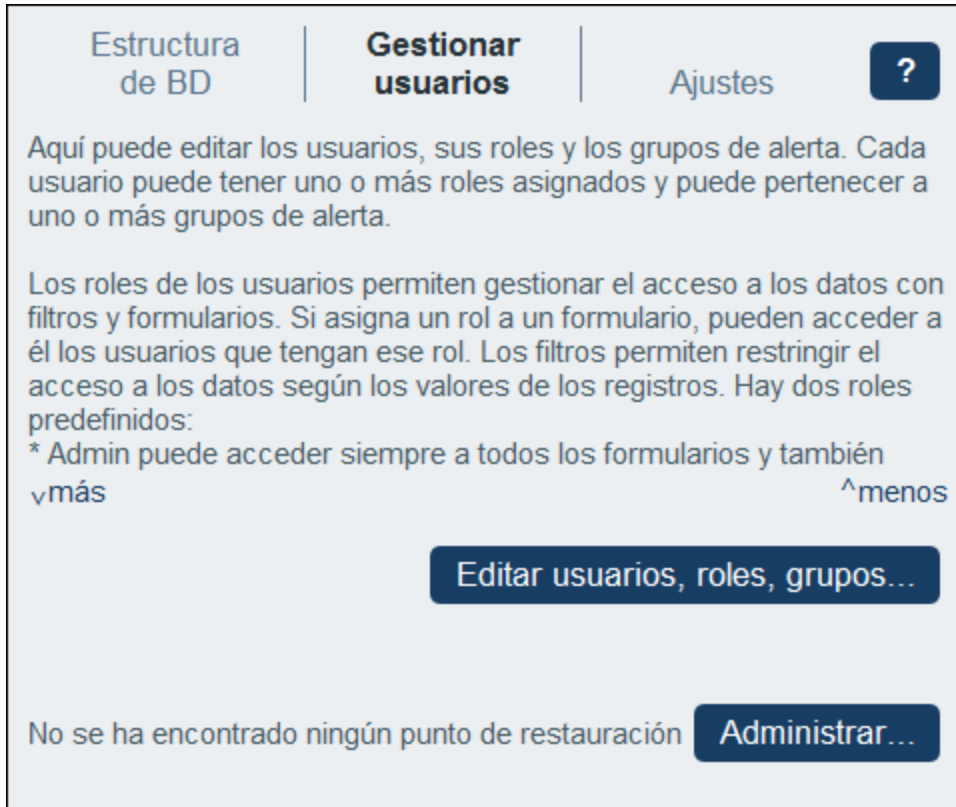 Estructura
de BD
Gestionar
usuarios
Ajustes
?
Aquí puede editar los usuarios, sus roles y los grupos de alerta. Cada
usuario puede tener uno o más roles asignados y puede pertenecer a
uno o más grupos de alerta.
Los roles de los usuarios permiten gestionar el acceso a los datos con
filtros y formularios. Si asigna un rol a un formulario, pueden acceder a
él los usuarios que tengan ese rol. Los filtros permiten restringir el
acceso a los datos según los valores de los registros. Hay dos roles
predefinidos:
* Admin puede acceder siempre a todos los formularios y también
˅más
^menos
Editar usuarios, roles, grupos...
No se ha encontrado ningún punto de restauración
Administrar...